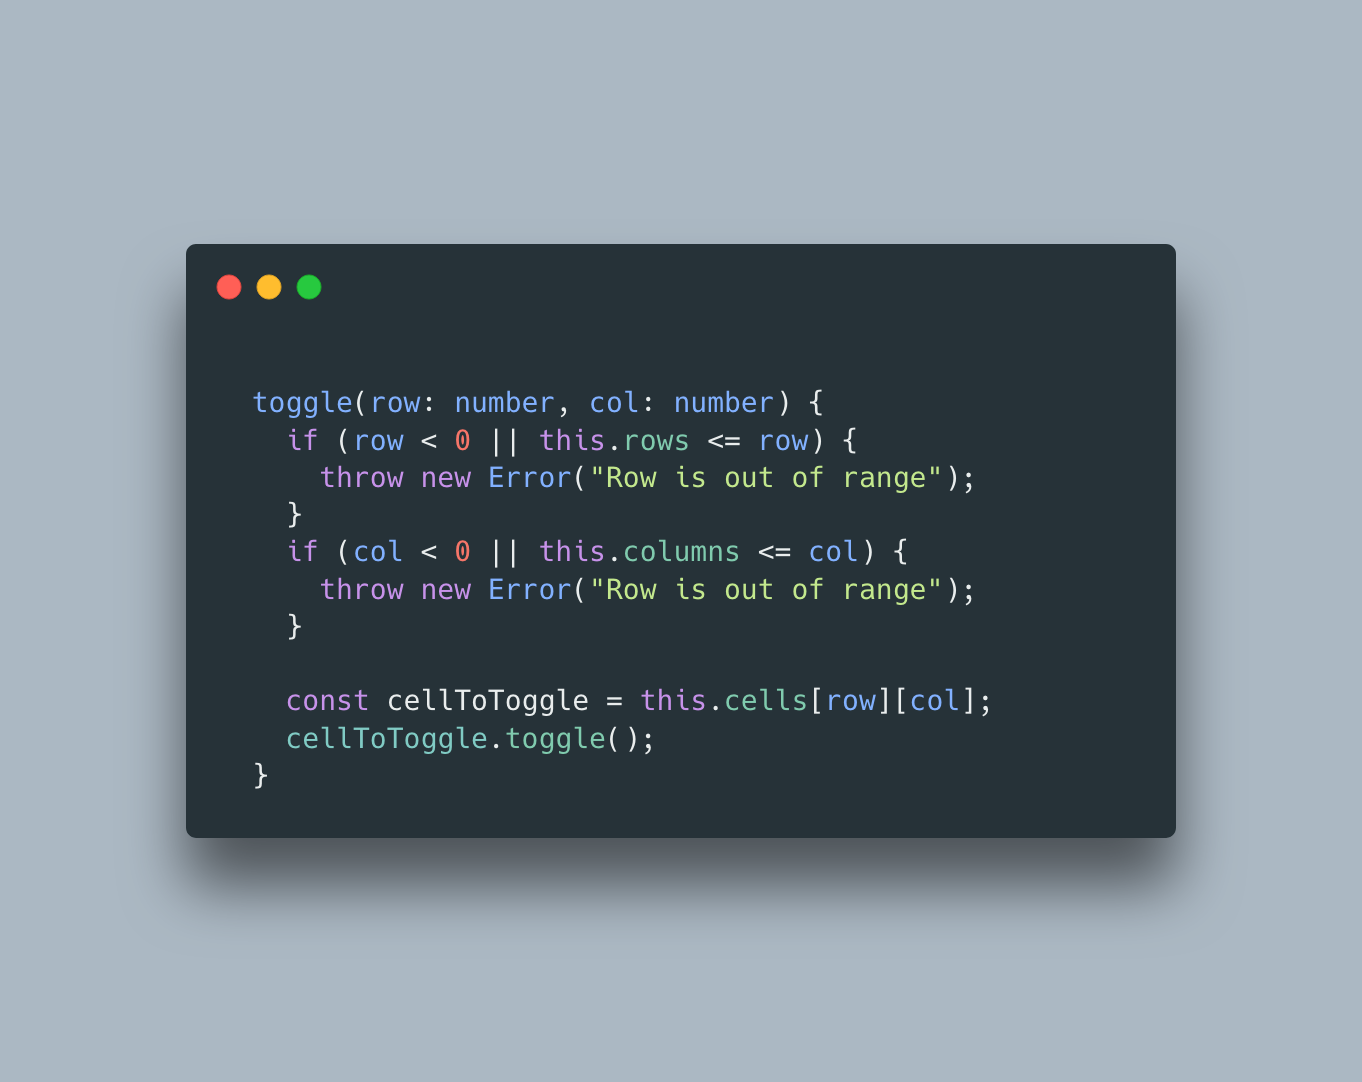 toggle(row: number, col: number) {
  if (row < 0 || this.rows <= row) {
    throw new Error("Row is out of range");
  }
  if (col < 0 || this.columns <= col) {
    throw new Error("Row is out of range");
  }

  const cellToToggle = this.cells[row][col];
  cellToToggle.toggle();
}